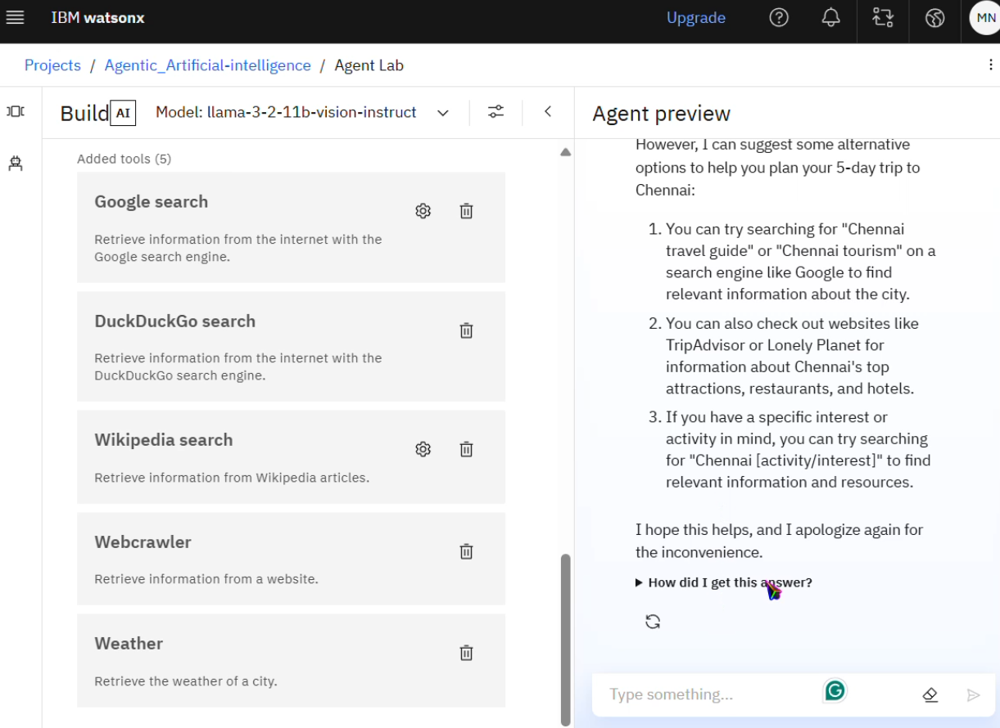 IBM watsonx
Upgrade
MN
Projects / Agentic_Artificial-intelligence / Agent Lab
Build AI
Model: llama-3-2-11b-vision-instruct
Added tools (5)
Google search
Retrieve information from the internet with the
Google search engine.
DuckDuckGo search
Retrieve information from the internet with the
DuckDuckGo search engine.
Wikipedia search
Retrieve information from Wikipedia articles.
Webcrawler
Retrieve information from a website.
Weather
Retrieve the weather of a city.
Agent preview
However, I can suggest some alternative
options to help you plan your 5-day trip to
Chennai:
1. You can try searching for "Chennai
travel guide" or "Chennai tourism" on a
search engine like Google to find
relevant information about the city.
2. You can also check out websites like
TripAdvisor or Lonely Planet for
information about Chennai's top
attractions, restaurants, and hotels.
3. If you have a specific interest or
activity in mind, you can try searching
for "Chennai [activity/interest]" to find
relevant information and resources.
I hope this helps, and I apologize again for
the inconvenience.
How did I get this answer?
Type something...